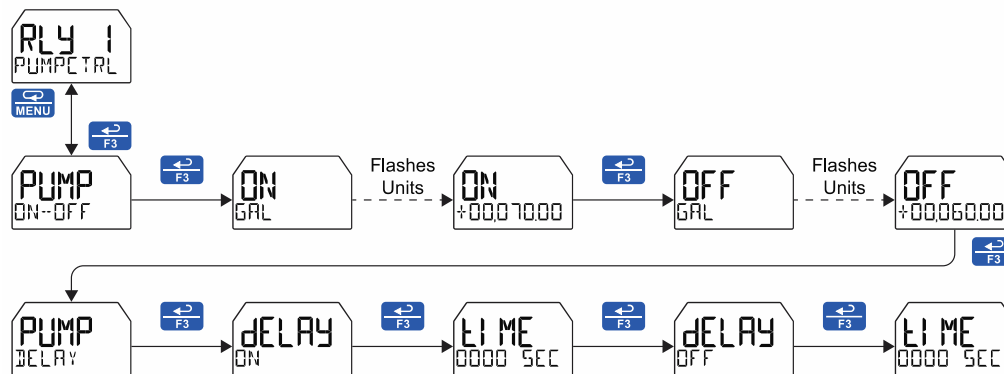 RLY 1
PUMPCTRL
MENU
F3
F3
Flashes
Units
F3
Flashes
Units
PUMP
ON--OFF
ON
GAL
ON
+00,070.00
OFF
GAL
OFF
+00,060.00
F3
F3
F3
F3
F3
PUMP
DELAY
dELAY
ON
tIME
0000 SEC
dELAY
OFF
tIME
0000 SEC